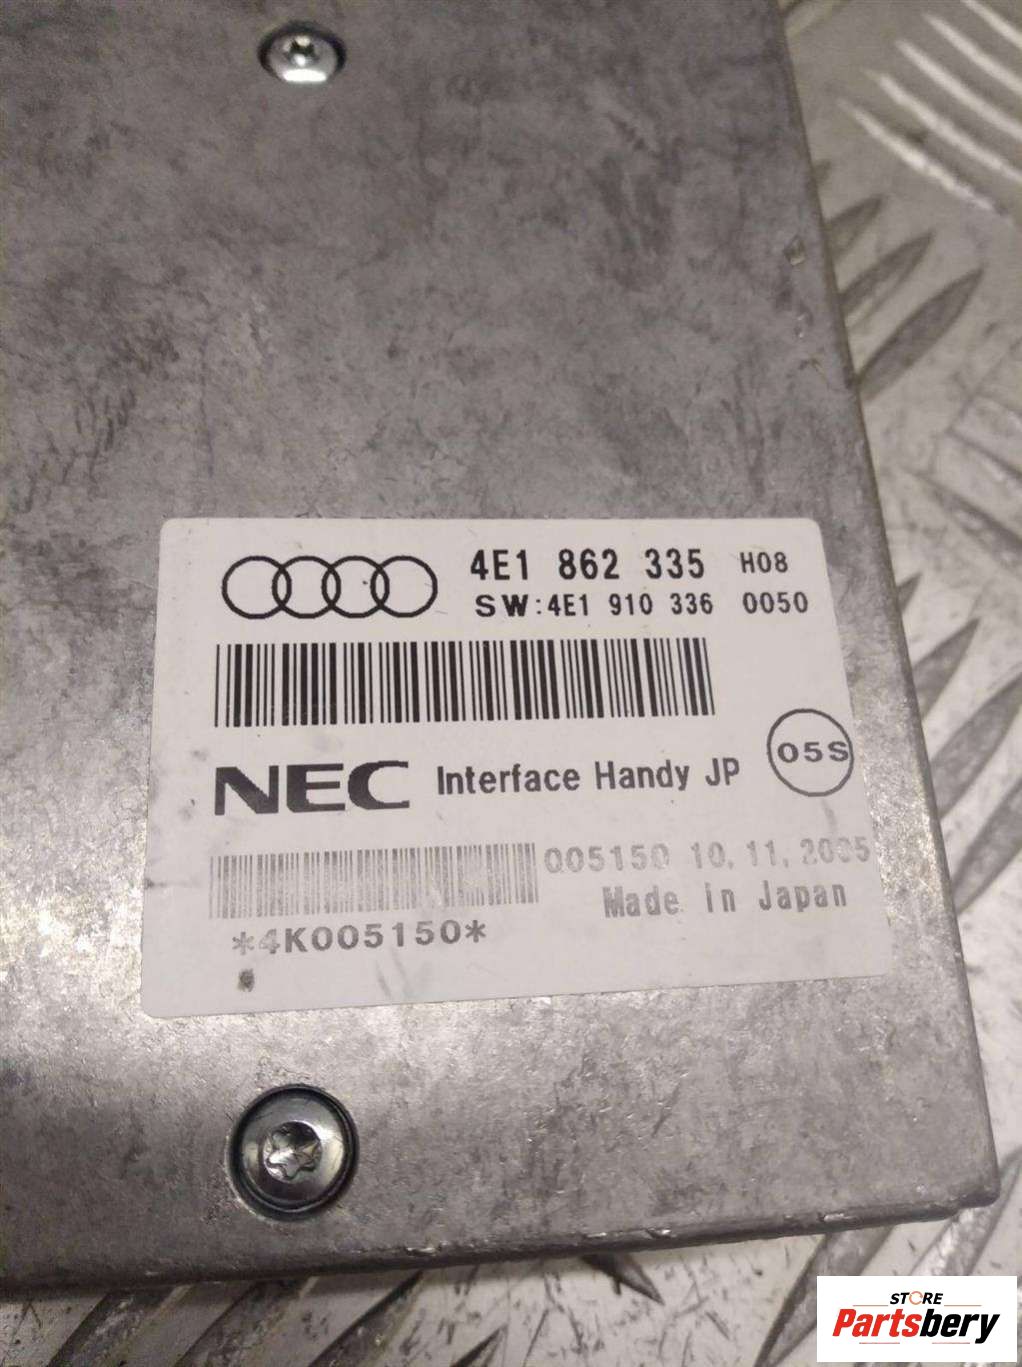 4E1 862 335 H08
SW:4E1 910 336 0050
NEC Interface Handy JP 05S
005150 10.11.2005
Made in Japan
*4K005150*
STORE
Partsbery